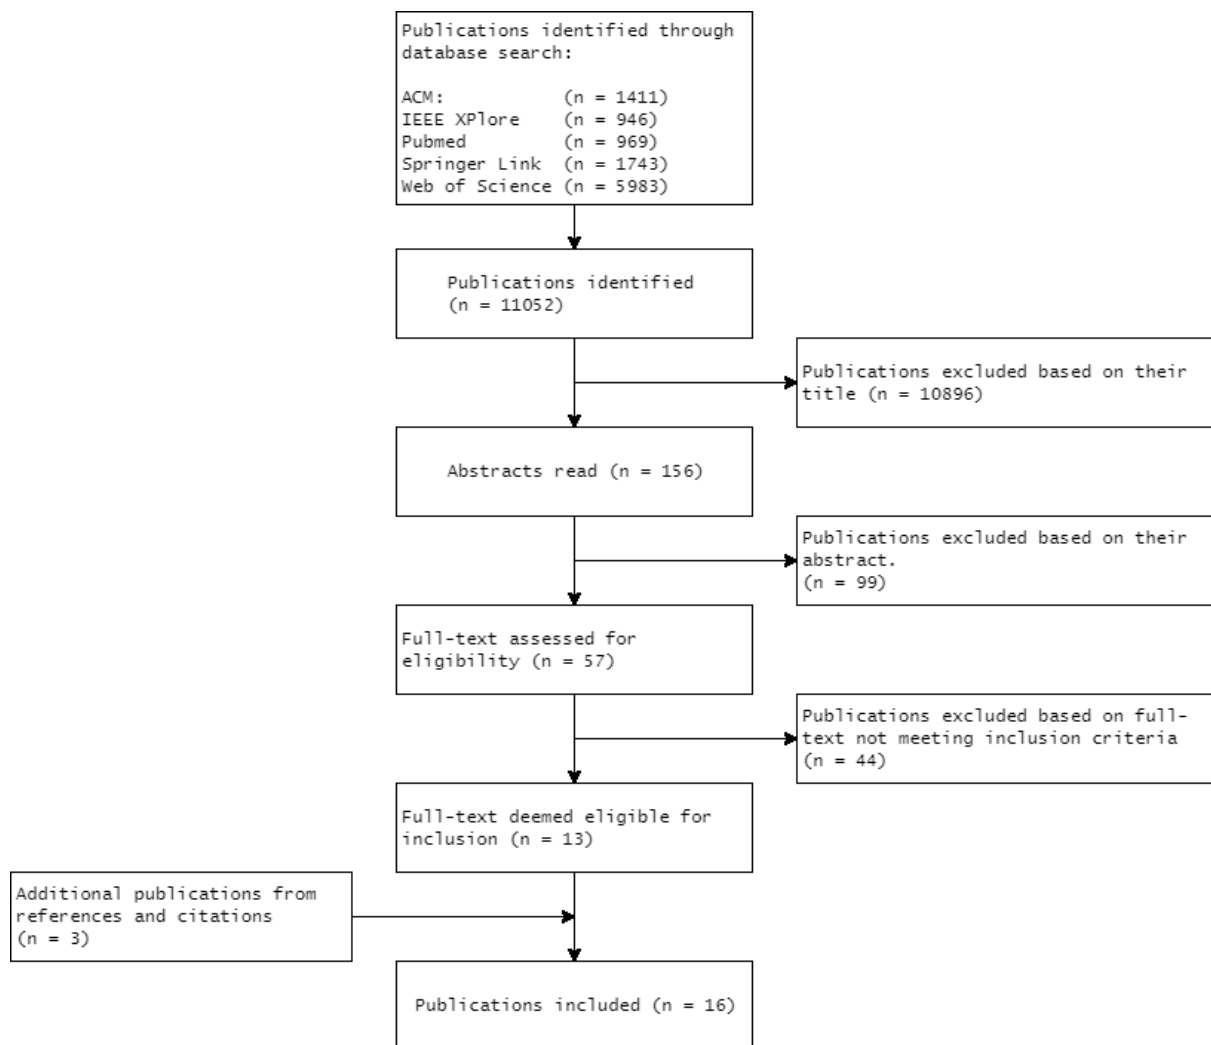 Publications identified through
database search:
ACM: (n = 1411)
IEEE XPlore (n = 946)
Pubmed (n = 969)
Springer Link (n = 1743)
Web of Science (n = 5983)
Publications identified
(n = 11052)
Publications excluded based on their
title (n = 10896)
Abstracts read (n = 156)
Publications excluded based on their
abstract.
(n = 99)
Full-text assessed for
eligibility (n = 57)
Publications excluded based on full-
text not meeting inclusion criteria
(n = 44)
Full-text deemed eligible for
inclusion (n = 13)
Additional publications from
references and citations
(n = 3)
Publications included (n = 16)